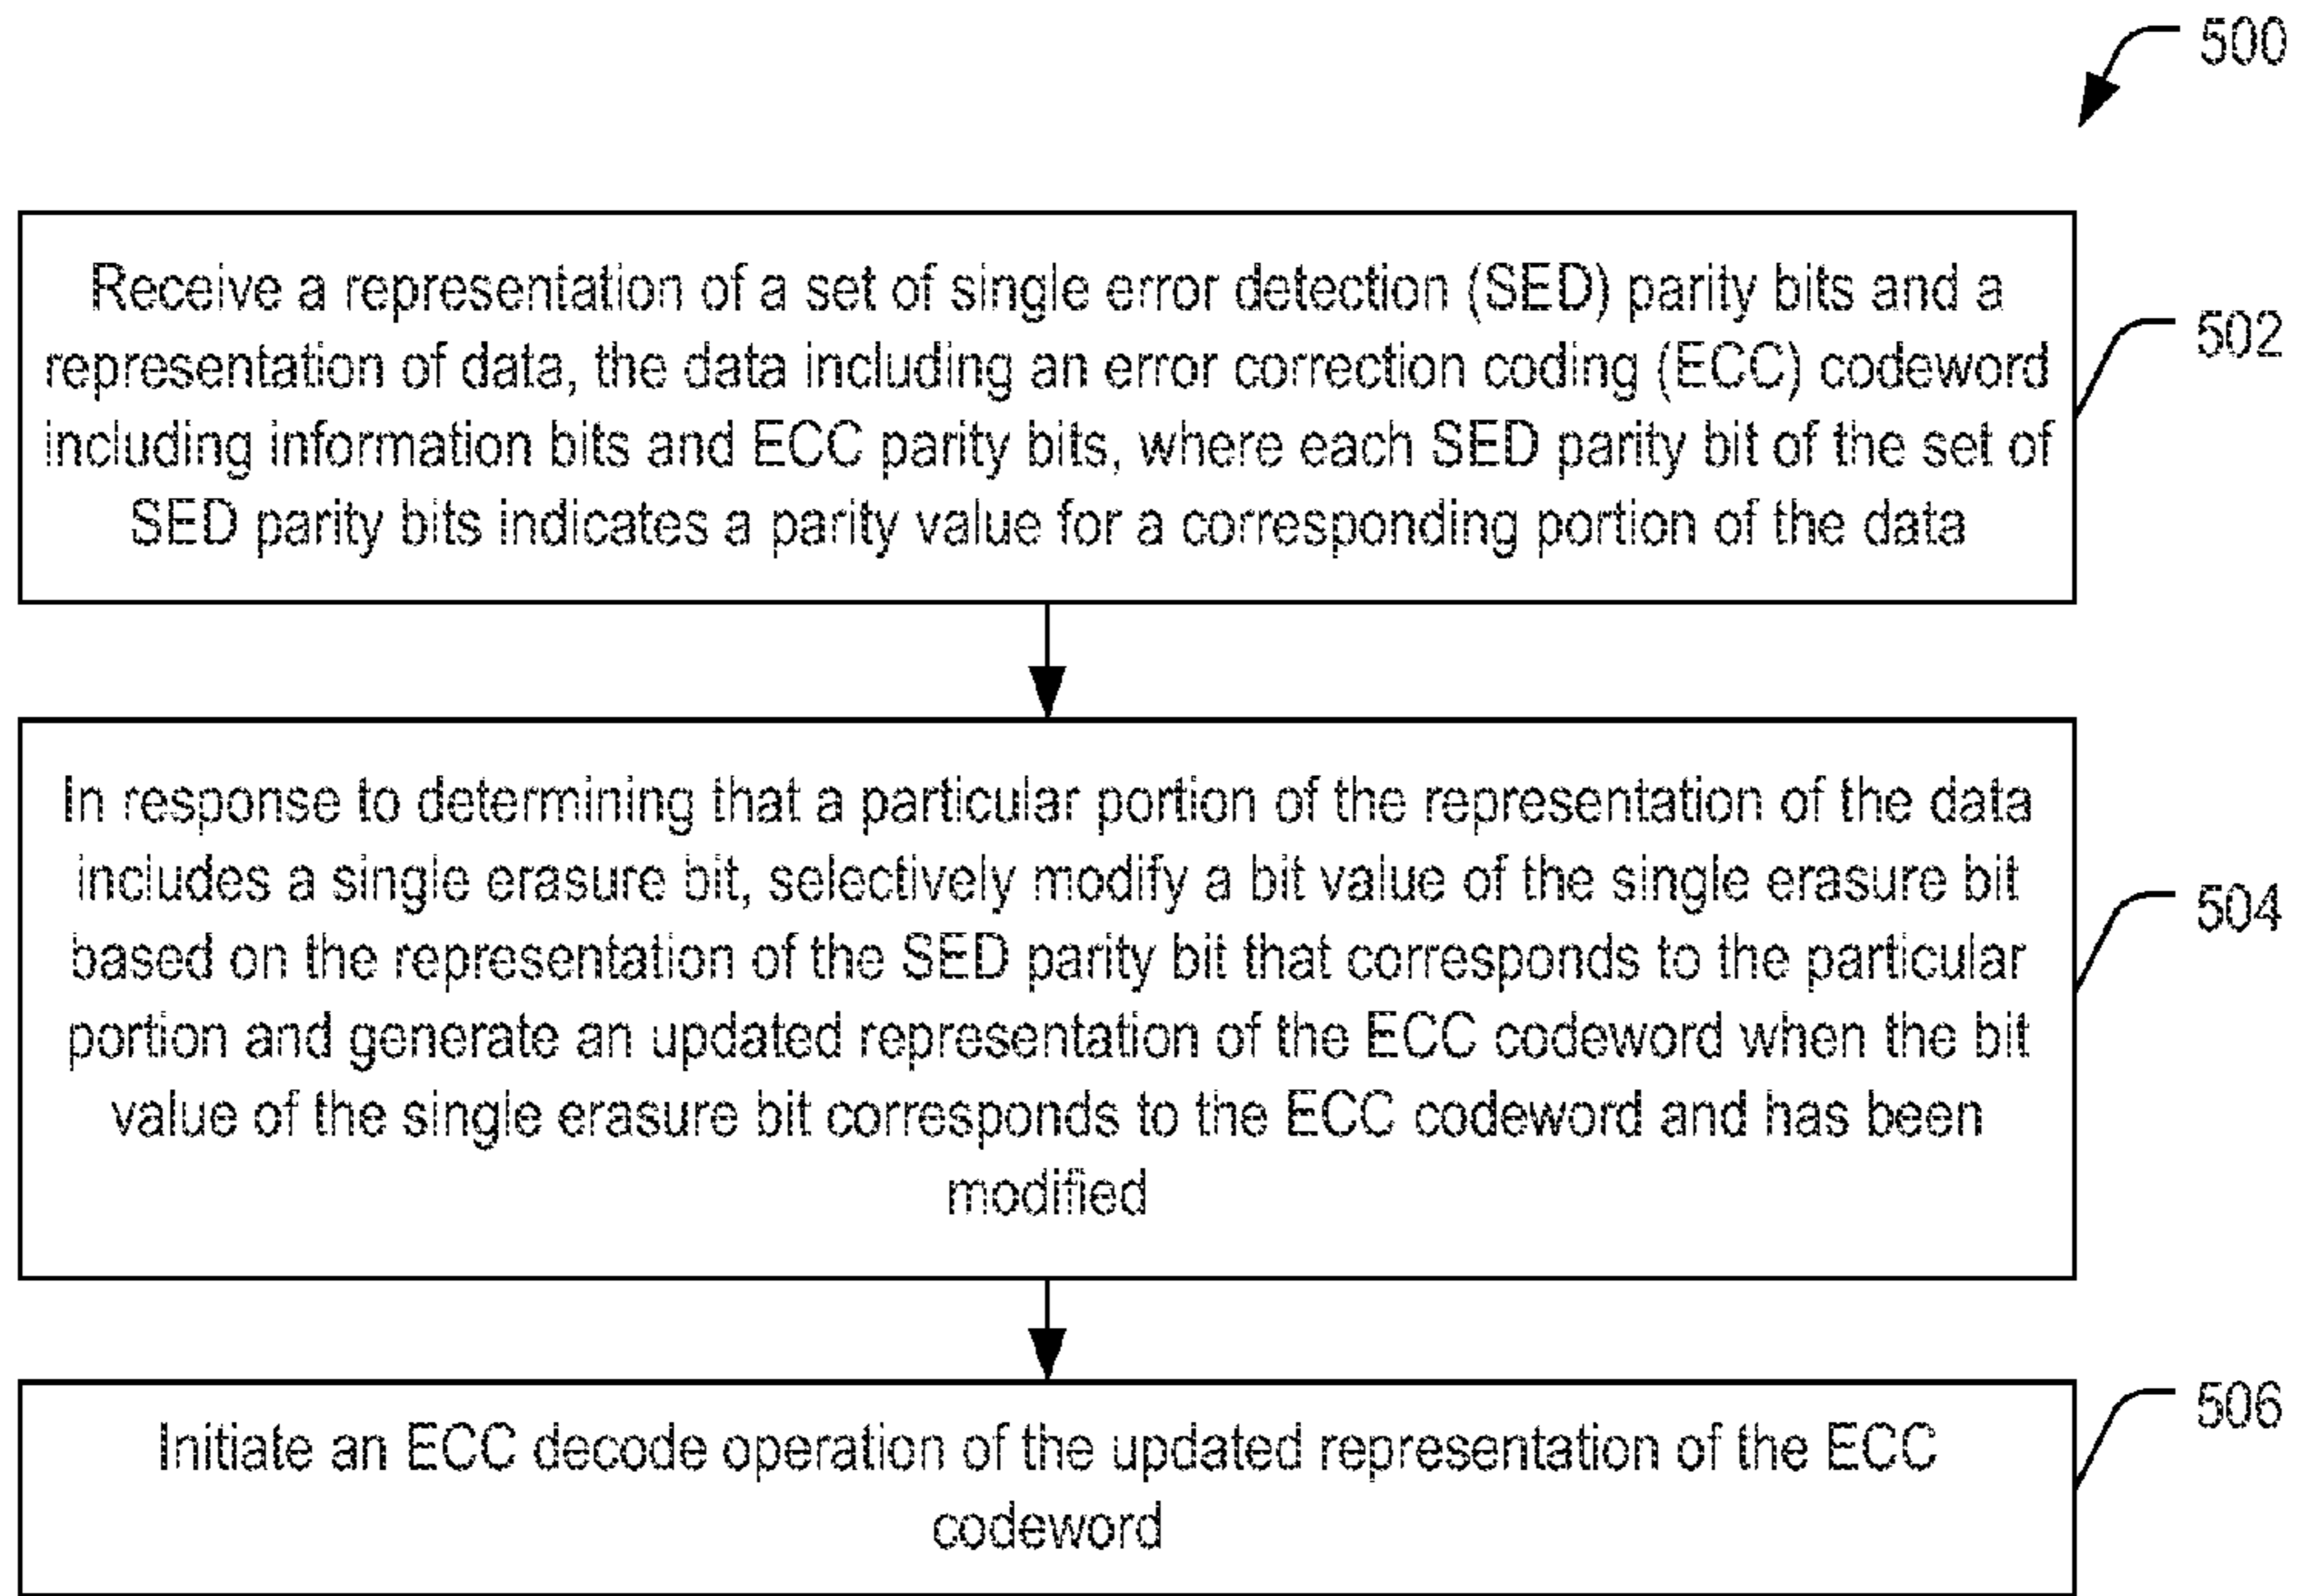 500
Receive a representation of a set of single error detection (SED) parity bits and a
representation of data, the data including an error correction coding (ECC) codeword
including information bits and ECC parity bits, where each SED parity bit of the set of
SED parity bits indicates a parity value for a corresponding portion of the data
502
In response to determining that a particular portion of the representation of the data
includes a single erasure bit, selectively modify a bit value of the single erasure bit
based on the representation of the SED parity bit that corresponds to the particular
portion and generate an updated representation of the ECC codeword when the bit
value of the single erasure bit corresponds to the ECC codeword and has been
modified
504
Initiate an ECC decode operation of the updated representation of the ECC
codeword
506